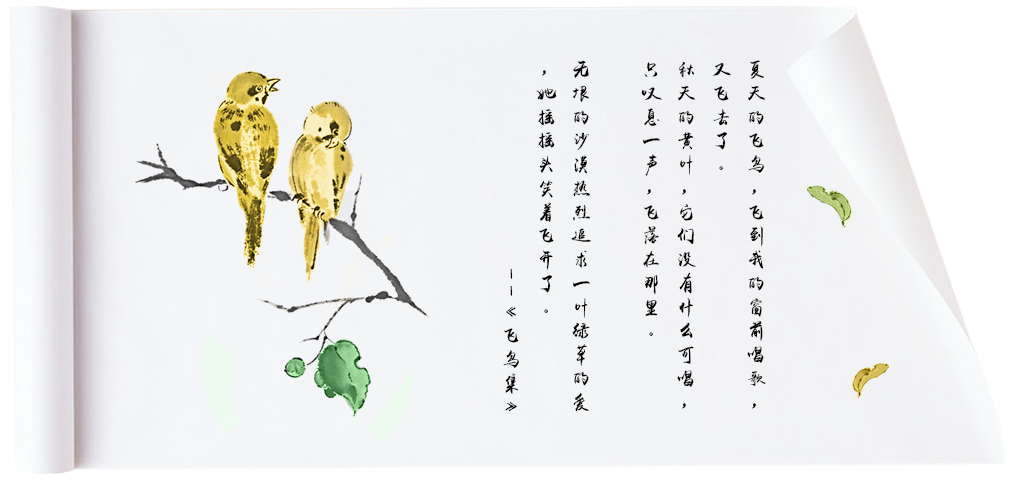 夏天的飞鸟，飞到我的窗前唱歌，
又飞去了。
秋天的黄叶，它们没有什么可唱，
只叹息一声，飞落在那里。
无垠的沙漠热烈追求一叶绿草的爱
，她摇摇头笑着飞开了。
——《飞鸟集》